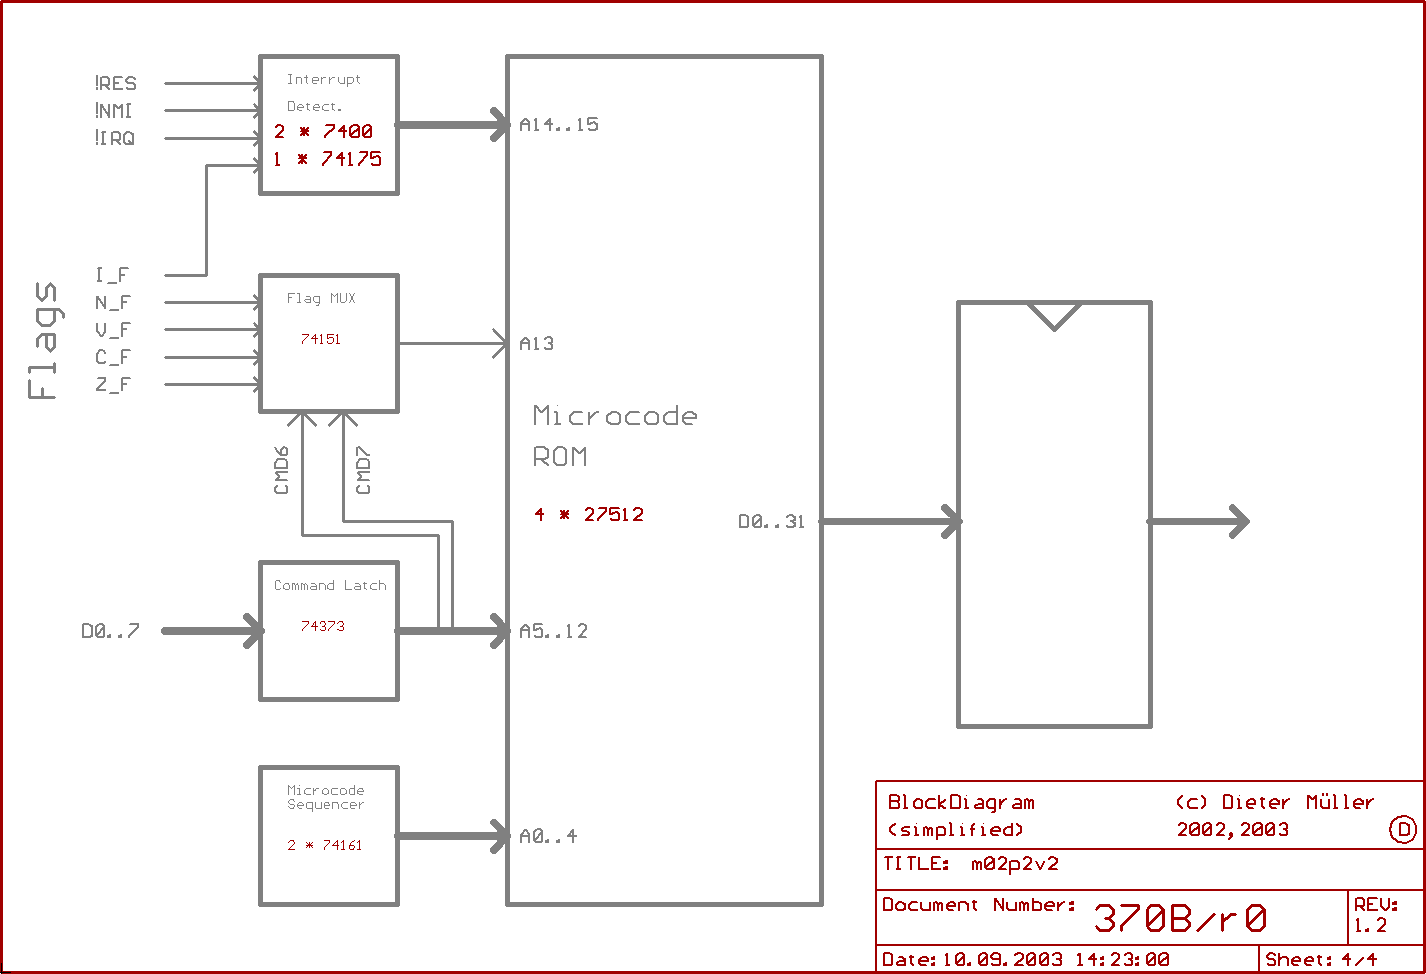 !RES
!NMI
!IRQ
Interrupt
Detect.
2 * 7400
1 * 74175
A14..15
Flags
I_F
N_F
V_F
C_F
Z_F
Flag MUX
74151
A13
CMD6
CMD7
Microcode
ROM
4 * 27512
D0..31
D0..7
Command Latch
74373
A5..12
Microcode
Sequencer
2 * 74161
A0..4
BlockDiagram
(simplified)
(c) Dieter Müller
2002,2003
D
TITLE: m02p2v2
Document Number:
370B/r0
REV:
1.2
Date:10.09.2003 14:23:00
Sheet: 4/4